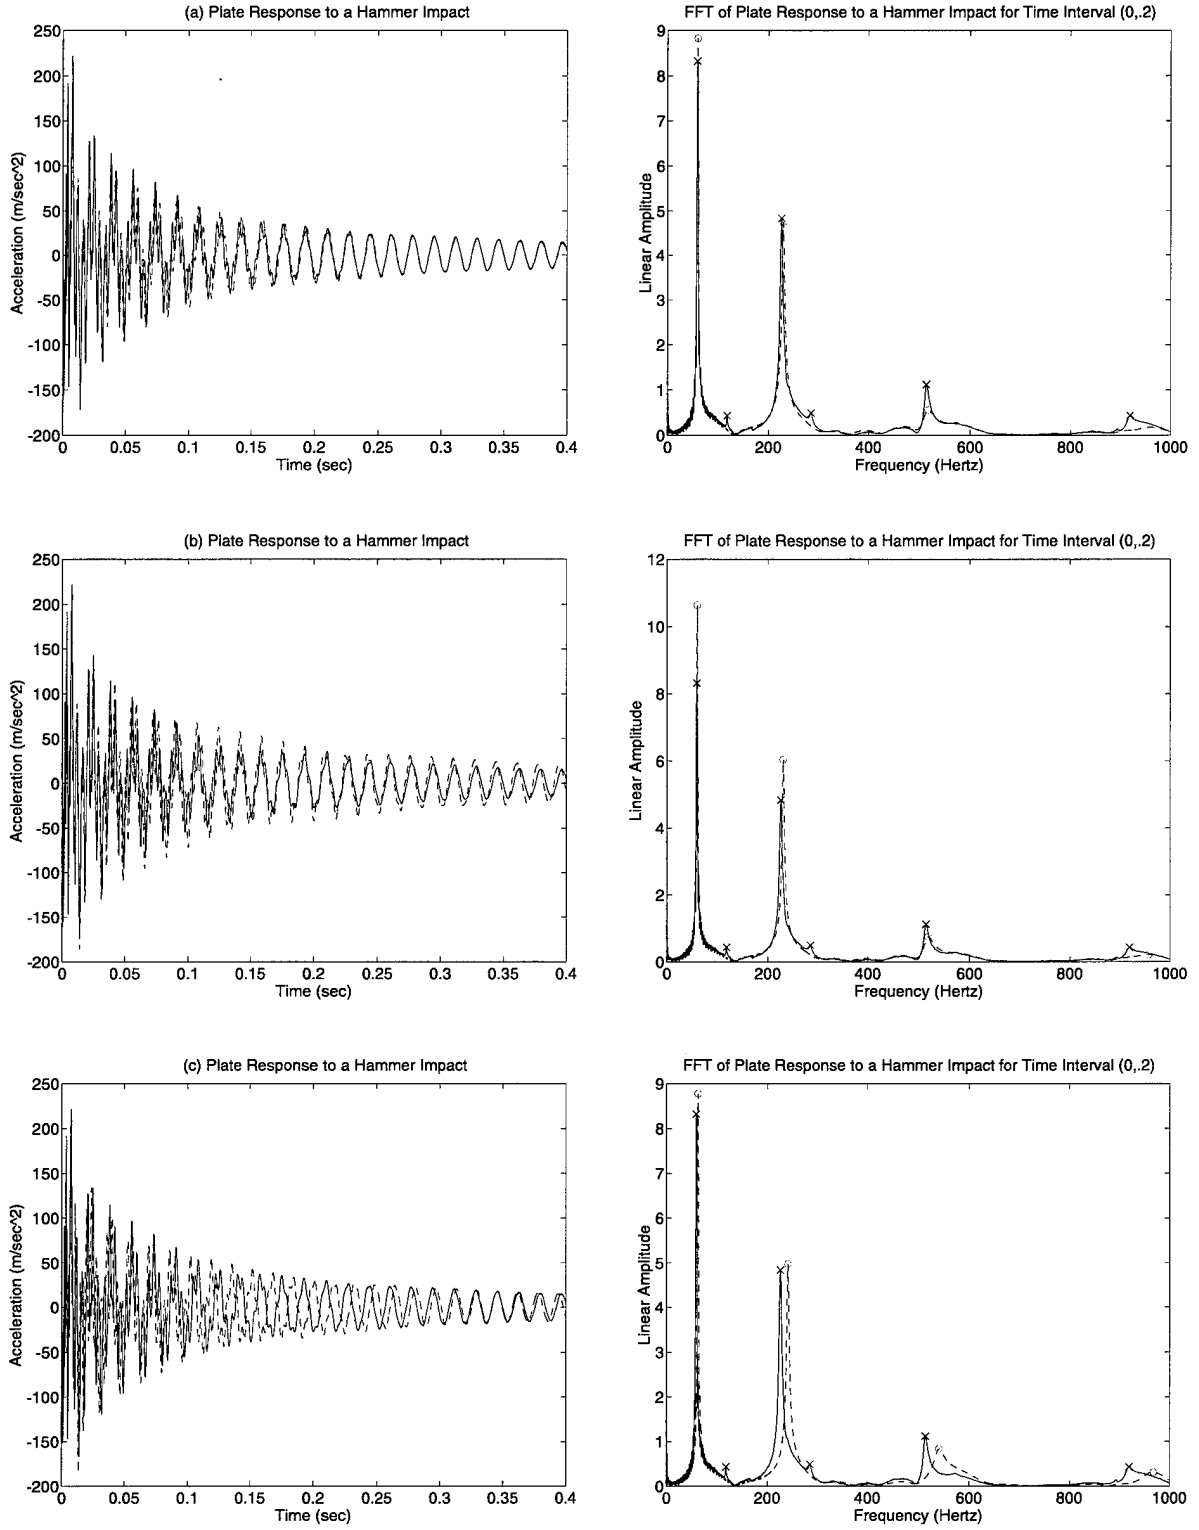 (a) Plate Response to a Hammer Impact
250
200
150
100
50
0
-50
-100
-150
-200
Acceleration (m/sec^2)
0 0.05 0.1 0.15 0.2 0.25 0.3 0.35 0.4
Time (sec)
FFT of Plate Response to a Hammer Impact for Time Interval (0,.2)
9
8
7
6
5
4
3
2
1
0
Linear Amplitude
0 200 400 600 800 1000
Frequency (Hertz)
(b) Plate Response to a Hammer Impact
250
200
150
100
50
0
-50
-100
-150
-200
Acceleration (m/sec^2)
0 0.05 0.1 0.15 0.2 0.25 0.3 0.35 0.4
Time (sec)
FFT of Plate Response to a Hammer Impact for Time Interval (0,.2)
12
10
8
6
4
2
0
Linear Amplitude
0 200 400 600 800 1000
Frequency (Hertz)
(c) Plate Response to a Hammer Impact
250
200
150
100
50
0
-50
-100
-150
-200
Acceleration (m/sec^2)
0 0.05 0.1 0.15 0.2 0.25 0.3 0.35 0.4
Time (sec)
FFT of Plate Response to a Hammer Impact for Time Interval (0,.2)
9
8
7
6
5
4
3
2
1
0
Linear Amplitude
0 200 400 600 800 1000
Frequency (Hertz)